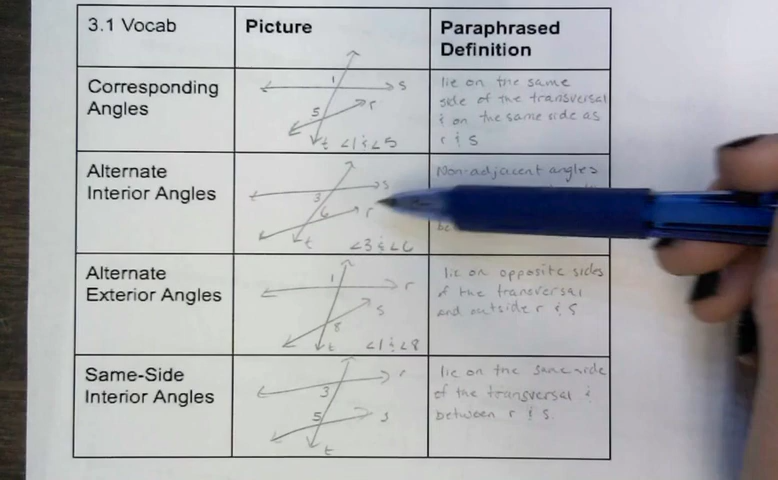 3.1 Vocab
Picture
Paraphrased
Definition
Corresponding
Angles
1
s
r
5
t
∠1 & ∠5
lie on the same
side of the transversal
& on the same side as
r & s
Alternate
Interior Angles
s
3
6
r
t
∠3 & ∠6
Non-adjacent angles
Alternate
Exterior Angles
1
r
s
8
t
∠1 & ∠8
lie on opposite sides
of the transversal
and outside r & s
Same-Side
Interior Angles
r
3
5
s
t
lie on the same side
of the transversal &
between r & s.